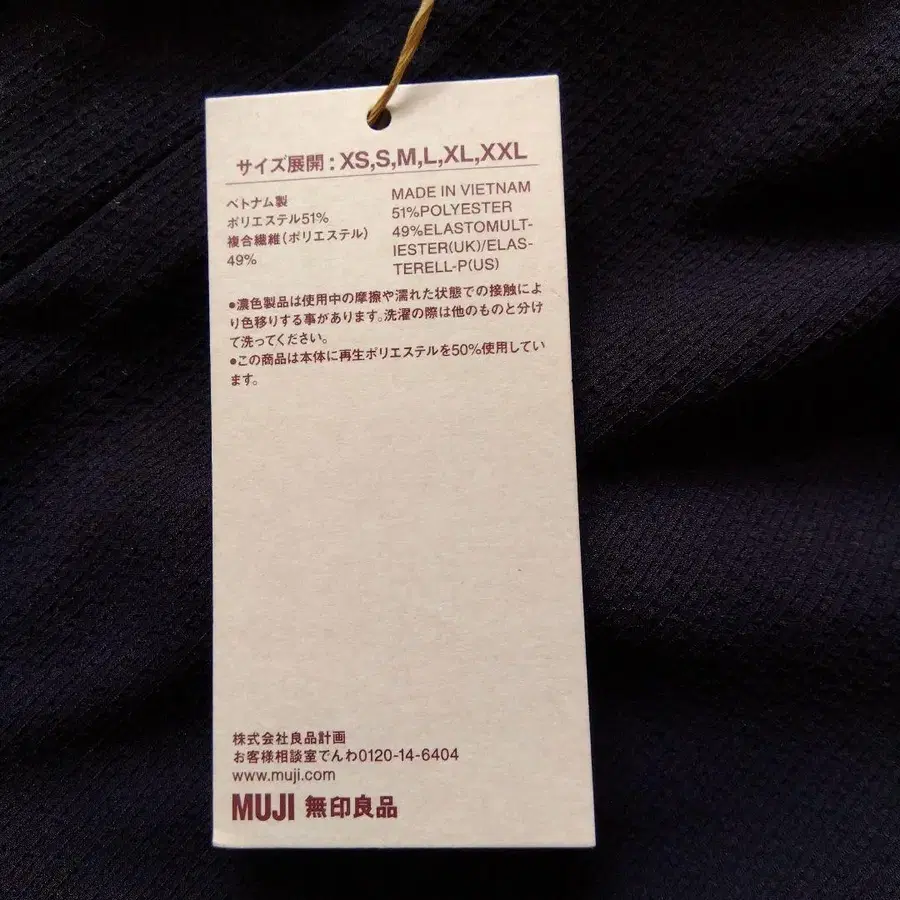 サイズ展開：XS,S,M,L,XL,XXL
ベトナム製
ポリエステル51%
複合繊維(ポリエステル)
49%
MADE IN VIETNAM
51%POLYESTER
49%ELASTOMULT-
IESTER(UK)/ELAS-
TERELL-P(US)
●濃色製品は使用中の摩擦や濡れた状態での接触によ
り色移りする事があります。洗濯の際は他のものと分け
て洗ってください。
●この商品は本体に再生ポリエステルを50%使用してい
ます。
株式会社良品計画
お客様相談室でんわ0120-14-6404
www.muji.com
MUJI 無印良品